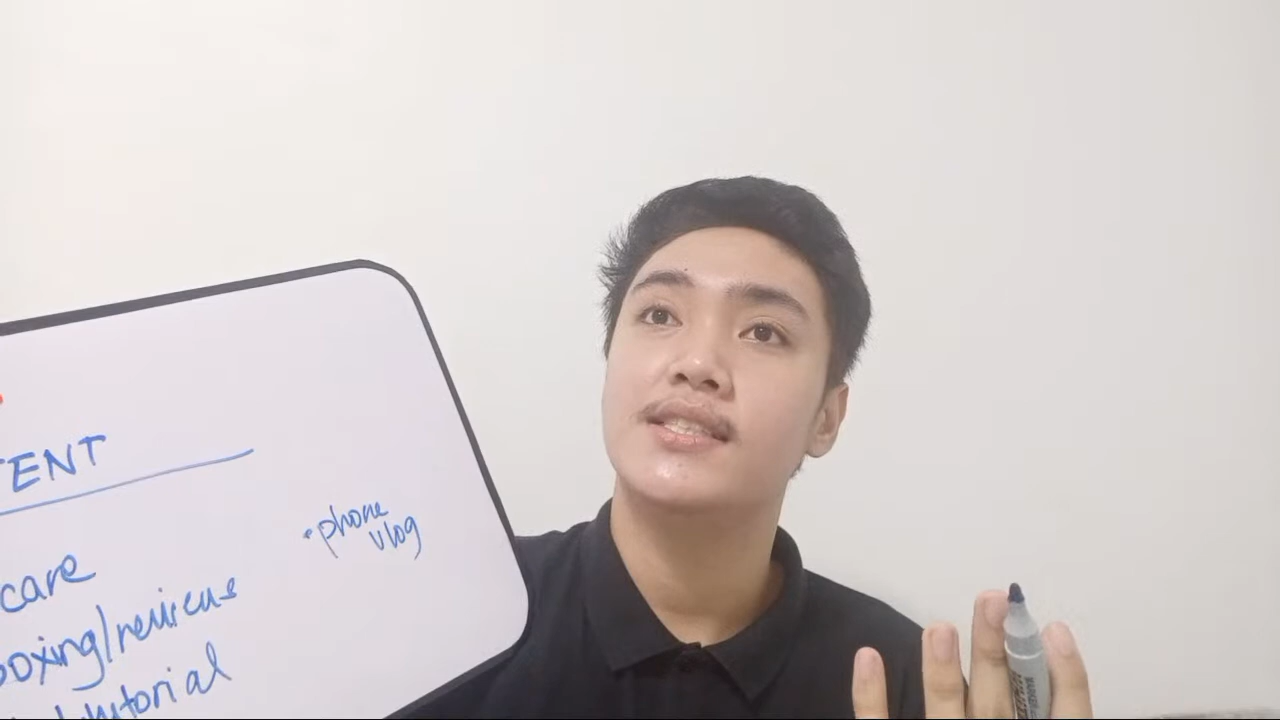 TENT
• phone
vlog
care
oxing/reviews
tutorial